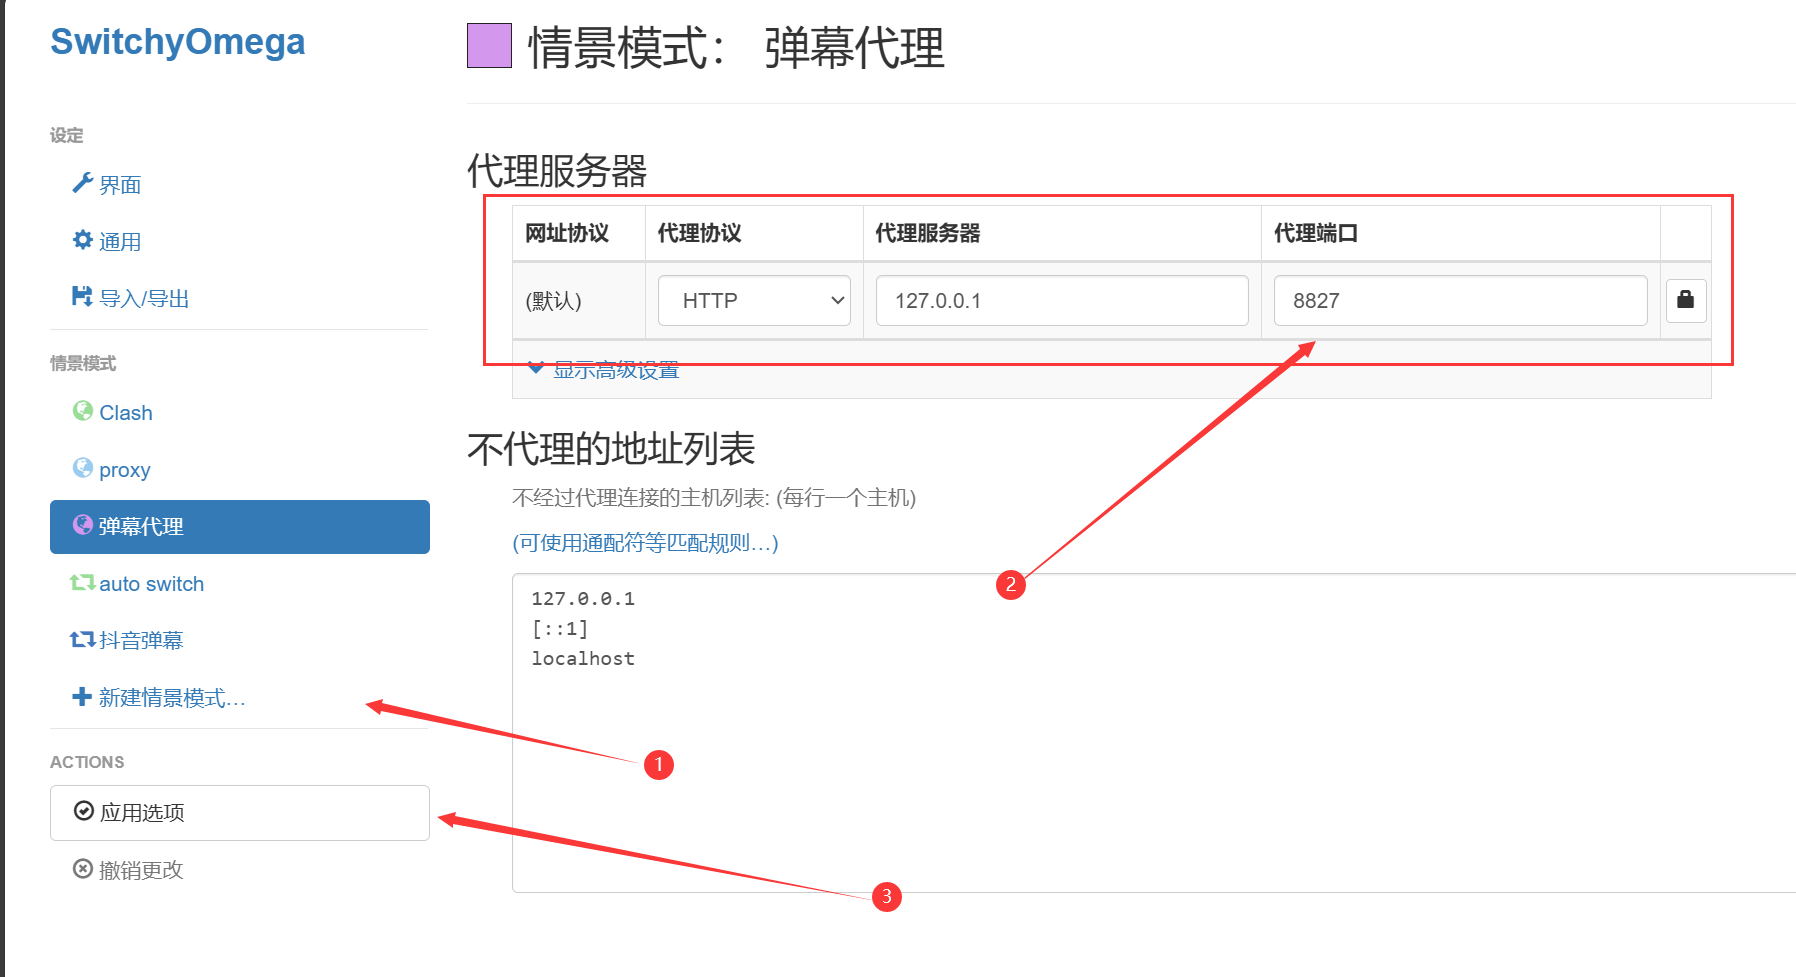 SwitchyOmega
设定
界面
通用
导入/导出
情景模式
Clash
proxy
弹幕代理
auto switch
抖音弹幕
新建情景模式...
ACTIONS
应用选项
撤销更改
情景模式： 弹幕代理
代理服务器
网址协议 代理协议 代理服务器 代理端口
(默认) HTTP 127.0.0.1 8827
显示高级设置
不代理的地址列表
不经过代理连接的主机列表: (每行一个主机)
(可使用通配符等匹配规则...)
127.0.0.1
[::1]
localhost
2
1
3